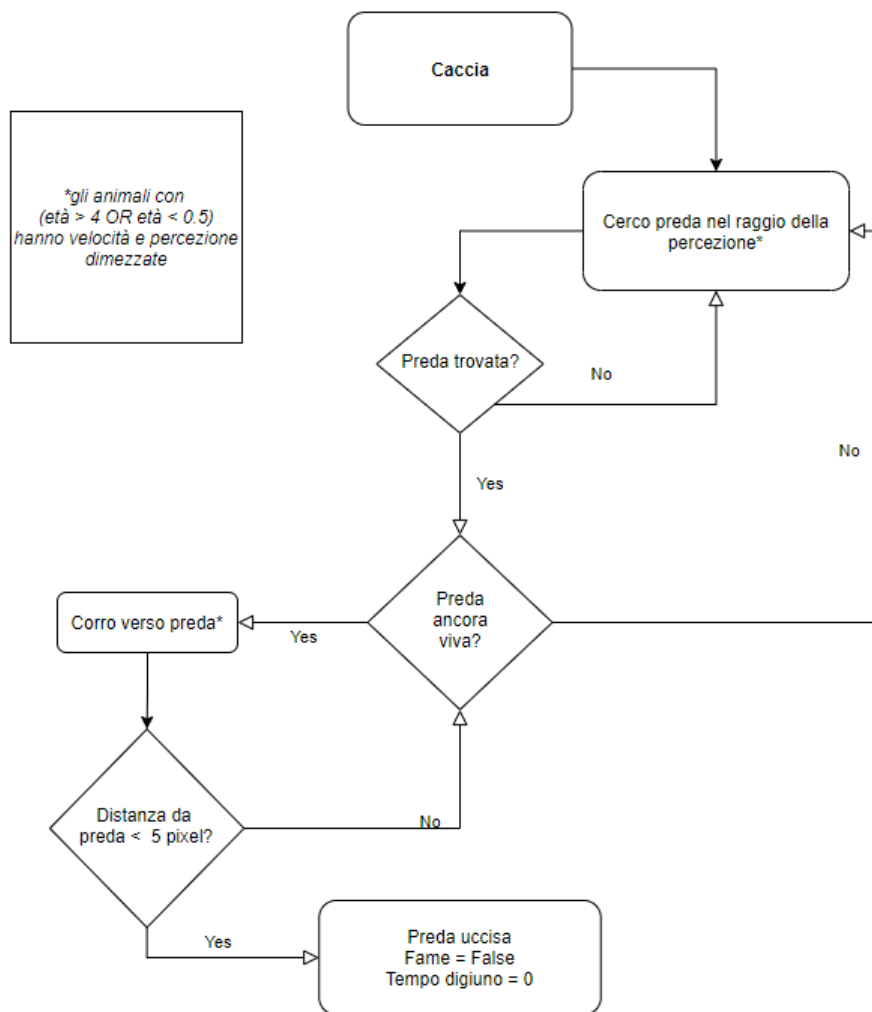 Caccia
*gli animali con
(età > 4 OR età < 0.5)
hanno velocità e percezione
dimezzate
Cerco preda nel raggio della
percezione*
Preda trovata?
No
No
Yes
Preda
ancora
viva?
Corro verso preda*
Yes
Distanza da
preda < 5 pixel?
No
Yes
Preda uccisa
Fame = False
Tempo digiuno = 0